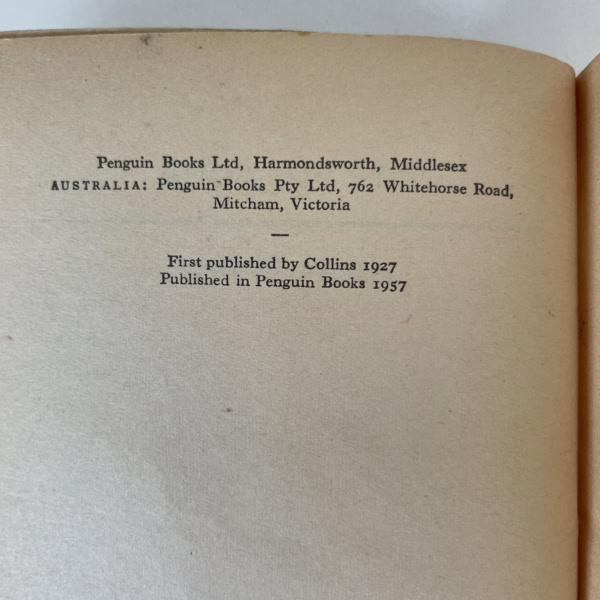 Penguin Books Ltd, Harmondsworth, Middlesex
AUSTRALIA: Penguin Books Pty Ltd, 762 Whitehorse Road,
Mitcham, Victoria
—
First published by Collins 1927
Published in Penguin Books 1957